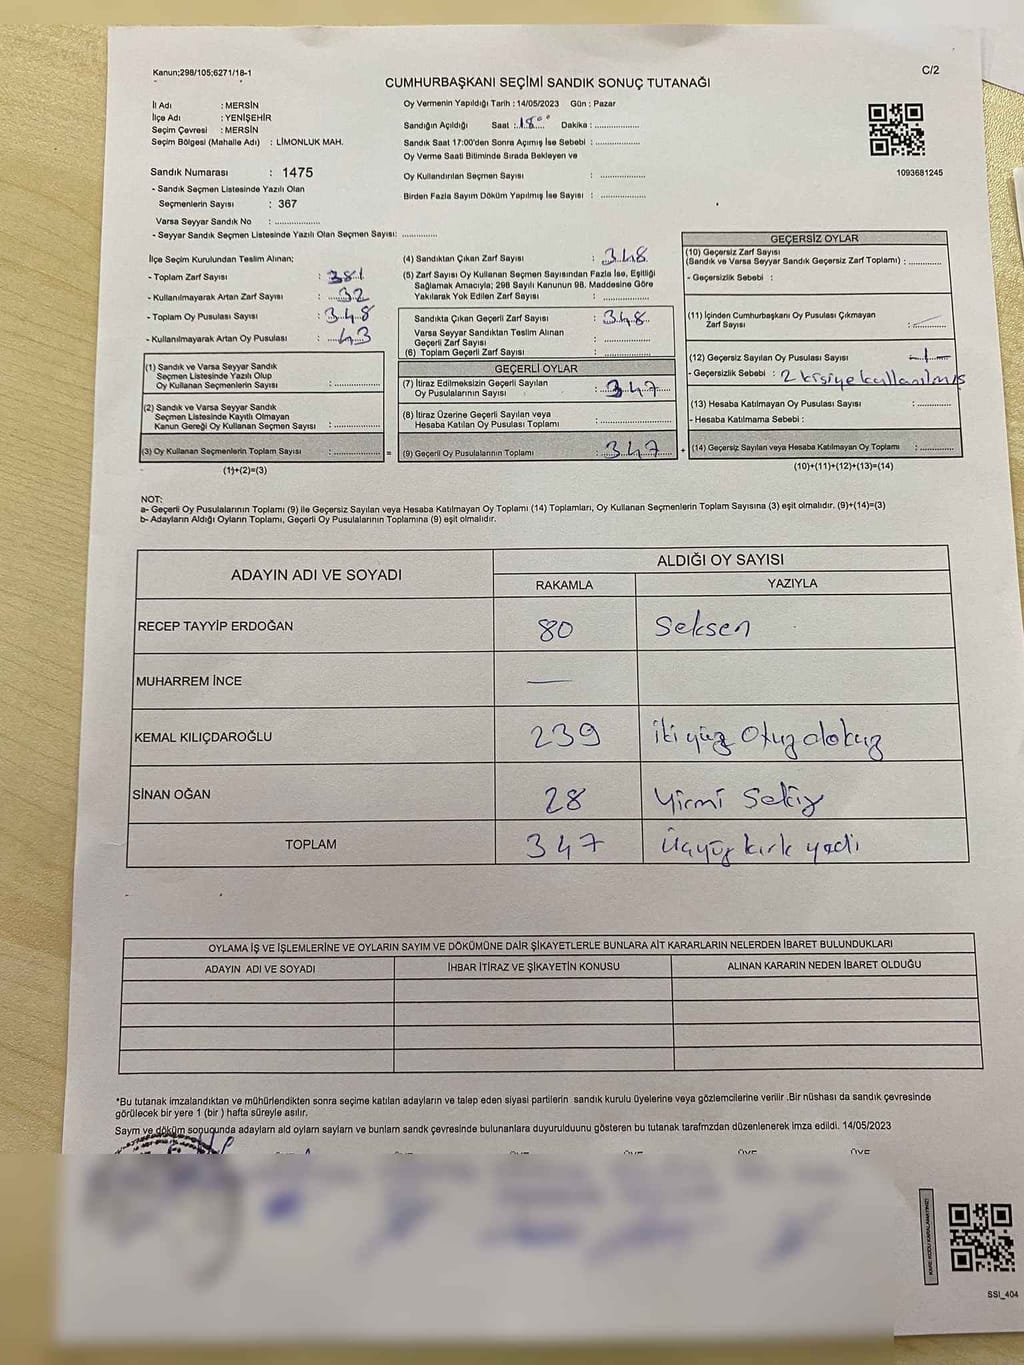 Kanun;298/105;6271/18-1
C/2
CUMHURBAŞKANI SEÇİMİ SANDIK SONUÇ TUTANAĞI
İl Adı : MERSİN
İlçe Adı : YENİŞEHİR
Seçim Çevresi : MERSİN
Seçim Bölgesi (Mahalle Adı) : LİMONLUK MAH.
Sandık Numarası : 1475
- Sandık Seçmen Listesinde Yazılı Olan
Seçmenlerin Sayısı : 367
Varsa Seyyar Sandık No : ..................
- Seyyar Sandık Seçmen Listesinde Yazılı Olan Seçmen Sayısı: ..............
Oy Vermenin Yapıldığı Tarih : 14/05/2023 Gün : Pazar
Sandığın Açıldığı Saat : 18°° Dakika : ..................
Sandık Saat 17:00'den Sonra Açımış İse Sebebi : ..................
Oy Verme Saati Bitiminde Sırada Bekleyen ve
Oy Kullandırılan Seçmen Sayısı : ..................
Birden Fazla Sayım Döküm Yapılmış İse Sayısı : ..................
1093681245
İlçe Seçim Kurulundan Teslim Alınan;
- Toplam Zarf Sayısı : 381
- Kullanılmayarak Artan Zarf Sayısı : 32
- Toplam Oy Pusulası Sayısı : 348
- Kullanılmayarak Artan Oy Pusulası : 43
(1) Sandık ve Varsa Seyyar Sandık
Seçmen Listesinde Yazılı Olup
Oy Kullanan Seçmenlerin Sayısı : ..................
(2) Sandık ve Varsa Seyyar Sandık
Seçmen Listesinde Kayıtlı Olmayan
Kanun Gereği Oy Kullanan Seçmen Sayısı : ..................
(3) Oy Kullanan Seçmenlerin Toplam Sayısı : .................. =
(1)+(2)=(3)
(4) Sandıktan Çıkan Zarf Sayısı : 348
(5) Zarf Sayısı Oy Kullanan Seçmen Sayısından Fazla İse, Eşitliği
Sağlamak Amacıyla; 298 Sayılı Kanunun 98. Maddesine Göre
Yakılarak Yok Edilen Zarf Sayısı : ..................
Sandıkta Çıkan Geçerli Zarf Sayısı : 348
Varsa Seyyar Sandıktan Teslim Alınan
Geçerli Zarf Sayısı : ..................
(6) Toplam Geçerli Zarf Sayısı : ..................
GEÇERLİ OYLAR
(7) İtiraz Edilmeksizin Geçerli Sayılan
Oy Pusulalarının Sayısı : 347
(8) İtiraz Üzerine Geçerli Sayılan veya
Hesaba Katılan Oy Pusulası Toplamı : ..................
(9) Geçerli Oy Pusulalarının Toplamı : 347 +
GEÇERSİZ OYLAR
(10) Geçersiz Zarf Sayısı
(Sandık ve Varsa Seyyar Sandık Geçersiz Zarf Toplamı) : ..............
- Geçersizlik Sebebi :
(11) İçinden Cumhurbaşkanı Oy Pusulası Çıkmayan
Zarf Sayısı :
(12) Geçersiz Sayılan Oy Pusulası Sayısı : 1
- Geçersizlik Sebebi : 2 kişiye kullanılmış
(13) Hesaba Katılmayan Oy Pusulası Sayısı : ..............
- Hesaba Katılmama Sebebi :
(14) Geçersiz Sayılan veya Hesaba Katılmayan Oy Toplamı : ..............
(10)+(11)+(12)+(13)=(14)
NOT:
a- Geçerli Oy Pusulalarının Toplamı (9) ile Geçersiz Sayılan veya Hesaba Katılmayan Oy Toplamı (14) Toplamları, Oy Kullanan Seçmenlerin Toplam Sayısına (3) eşit olmalıdır. (9)+(14)=(3)
b- Adayların Aldığı Oyların Toplamı, Geçerli Oy Pusulalarının Toplamına (9) eşit olmalıdır.
ADAYIN ADI VE SOYADI
ALDIĞI OY SAYISI
RAKAMLA YAZIYLA
RECEP TAYYİP ERDOĞAN 80 Seksen
MUHARREM İNCE —
KEMAL KILIÇDAROĞLU 239 iki yüz Otuz dokuz
SİNAN OĞAN 28 Yirmi Sekiz
TOPLAM 347 Üçyüz kırk yedi
OYLAMA İŞ VE İŞLEMLERİNE VE OYLARIN SAYIM VE DÖKÜMÜNE DAİR ŞİKAYETLERLE BUNLARA AİT KARARLARIN NELERDEN İBARET BULUNDUKLARI
ADAYIN ADI VE SOYADI İHBAR İTİRAZ VE ŞİKAYETİN KONUSU ALINAN KARARIN NEDEN İBARET OLDUĞU
*Bu tutanak imzalandıktan ve mühürlendikten sonra seçime katılan adayların ve talep eden siyasi partilerin sandık kurulu üyelerine veya gözlemcilerine verilir .Bir nüshası da sandık çevresinde
görülecek bir yere 1 (bir ) hafta süreyle asılır.
Sayım ve döküm sonuçunda adayların ald oyların sayları ve bunlarn sandk çevresinde bulunanlara duyurulduunu gösteren bu tutanak tarafmzdan düzenlenerek imza edildi. 14/05/2023
ÜYE ÜYE ÜYE ÜYE ÜYE
SSI_404